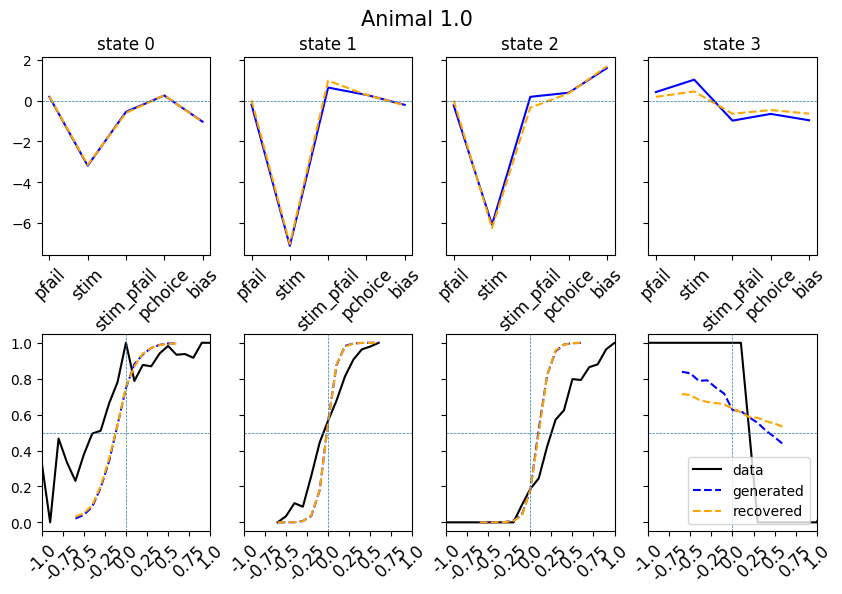 Animal 1.0
state 0 state 1 state 2 state 3
2
0
−2
−4
−6
pfail stim stim_pfail pchoice bias pfail stim stim_pfail pchoice bias pfail stim stim_pfail pchoice bias pfail stim stim_pfail pchoice bias
1.0
0.8
0.6
0.4
0.2
0.0
data
generated
recovered
-1.0 -0.75 -0.5 -0.25 0.0 0.25 0.5 0.75 1.0 -1.0 -0.75 -0.5 -0.25 0.0 0.25 0.5 0.75 1.0 -1.0 -0.75 -0.5 -0.25 0.0 0.25 0.5 0.75 1.0 -1.0 -0.75 -0.5 -0.25 0.0 0.25 0.5 0.75 1.0